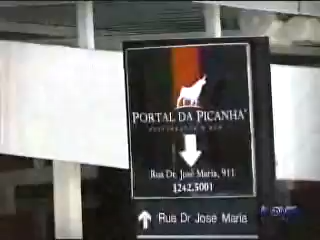 PORTAL DA PICANHA
Rua Dr. José Maria, 911
3242.5001
Rua Dr José Maria